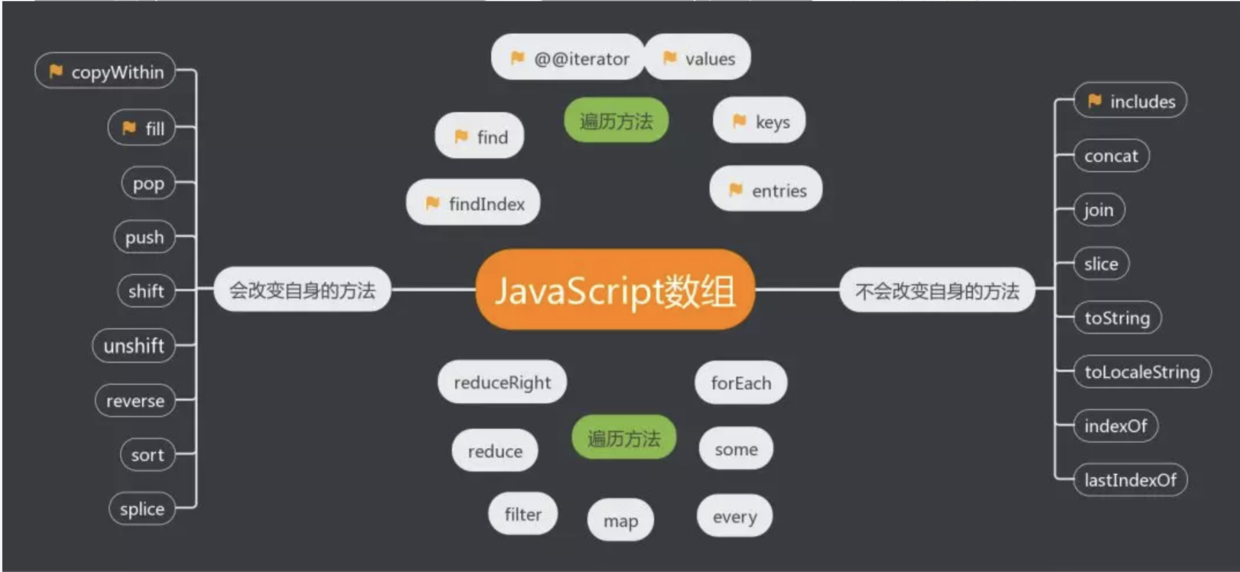 copyWithin
fill
pop
push
shift
unshift
reverse
sort
splice
会改变自身的方法
@@iterator
values
遍历方法
keys
find
entries
findIndex
JavaScript数组
reduceRight
forEach
遍历方法
reduce
some
filter
map
every
不会改变自身的方法
includes
concat
join
slice
toString
toLocaleString
indexOf
lastIndexOf